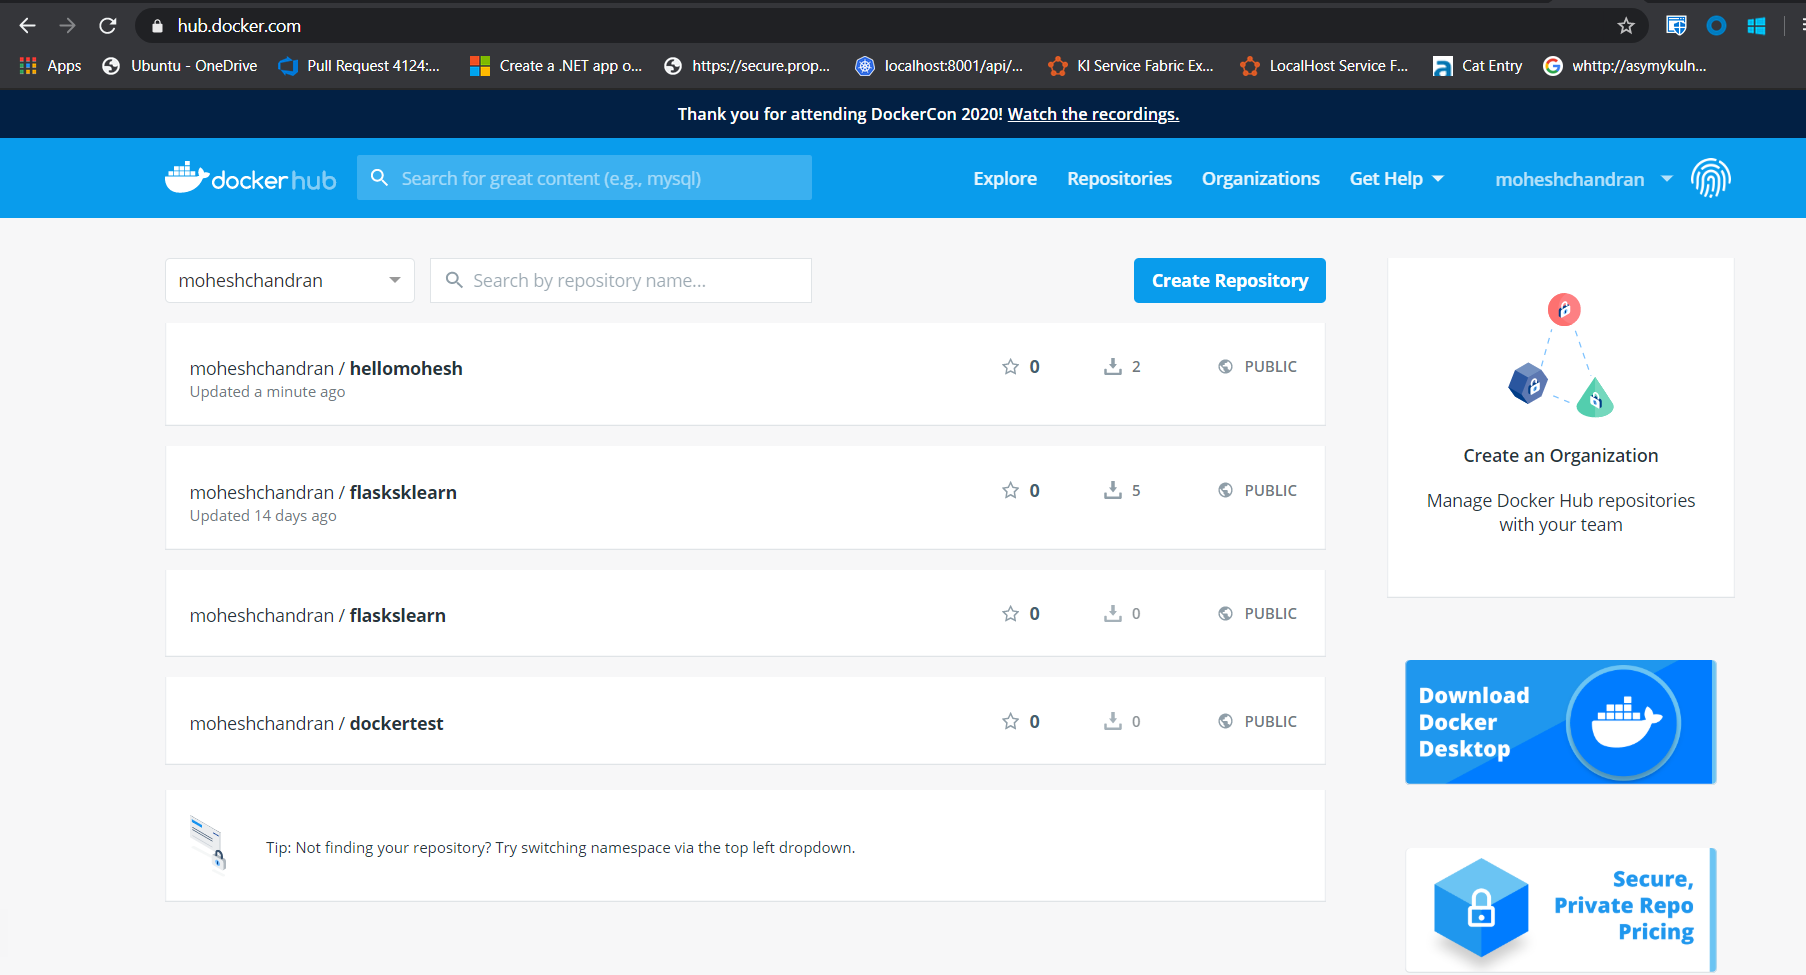 hub.docker.com
Apps Ubuntu - OneDrive Pull Request 4124:... Create a .NET app o... https://secure.prop... localhost:8001/api/... KI Service Fabric Ex... LocalHost Service F... Cat Entry whttp://asymykuln...
Thank you for attending DockerCon 2020! Watch the recordings.
docker hub Search for great content (e.g., mysql) Explore Repositories Organizations Get Help moheshchandran
moheshchandran Search by repository name... Create Repository
moheshchandran / hellomohesh 0 2 PUBLIC
Updated a minute ago
moheshchandran / flasksklearn 0 5 PUBLIC
Updated 14 days ago
moheshchandran / flaskslearn 0 0 PUBLIC
moheshchandran / dockertest 0 0 PUBLIC
Tip: Not finding your repository? Try switching namespace via the top left dropdown.
Create an Organization
Manage Docker Hub repositories
with your team
Download
Docker
Desktop
Secure,
Private Repo
Pricing